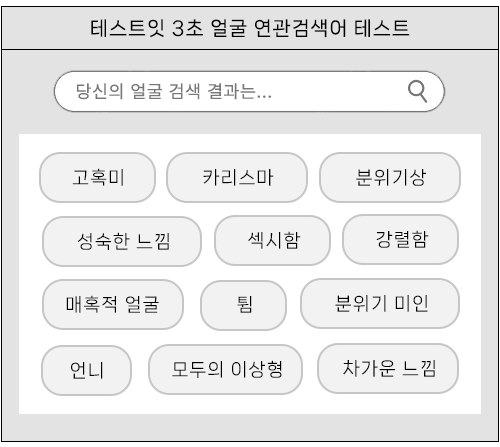 테스트잇 3초 얼굴 연관검색어 테스트
당신의 얼굴 검색 결과는...
고혹미 카리스마 분위기상
성숙한 느낌 섹시함 강렬함
매혹적 얼굴 튐 분위기 미인
언니 모두의 이상형 차가운 느낌